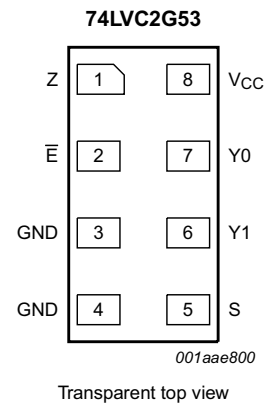 74LVC2G53
Z 1 8 VCC
E̅ 2 7 Y0
GND 3 6 Y1
GND 4 5 S
001aae800
Transparent top view